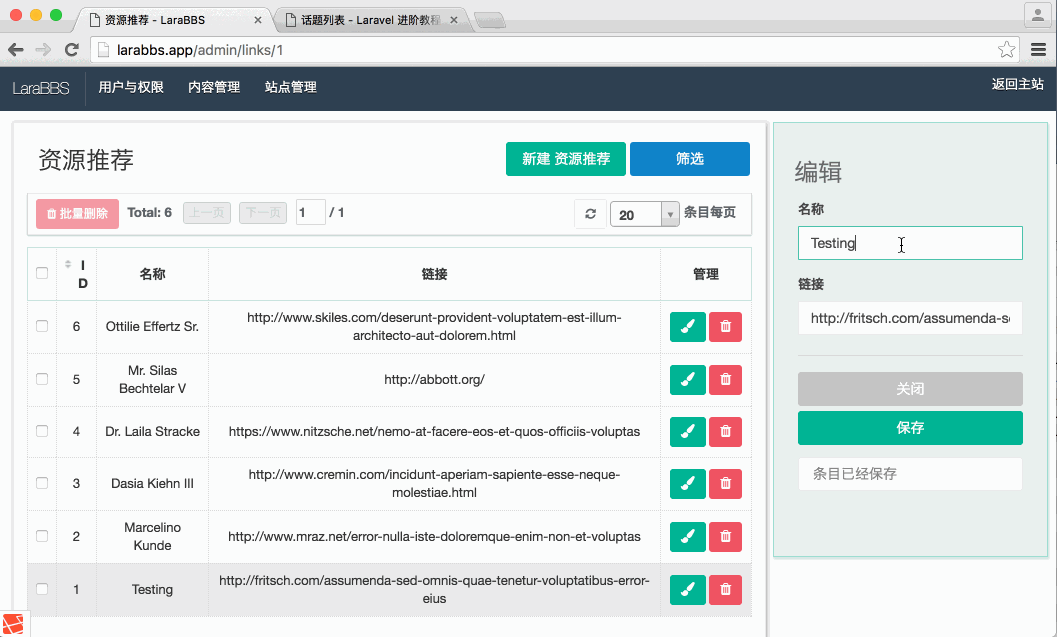 资源推荐 - LaraBBS
话题列表 - Laravel 进阶教程
larabbs.app/admin/links/1
LaraBBS 用户与权限 内容管理 站点管理 返回主站
资源推荐
新建 资源推荐
筛选
批量删除 Total: 6 上一页 下一页 1 / 1 20 条目每页
ID 名称 链接 管理
6 Ottilie Effertz Sr. http://www.skiles.com/deserunt-provident-voluptatem-est-illum-
architecto-aut-dolorem.html
5 Mr. Silas
Bechtelar V http://abbott.org/
4 Dr. Laila Stracke https://www.nitzsche.net/nemo-at-facere-eos-et-quos-officiis-voluptas
3 Dasia Kiehn III http://www.cremin.com/incidunt-aperiam-sapiente-esse-neque-
molestiae.html
2 Marcelino
Kunde http://www.mraz.net/error-nulla-iste-doloremque-enim-non-et-voluptas
1 Testing http://fritsch.com/assumenda-sed-omnis-quae-tenetur-voluptatibus-error-
eius
编辑
名称
Testing
链接
http://fritsch.com/assumenda-s
关闭
保存
条目已经保存